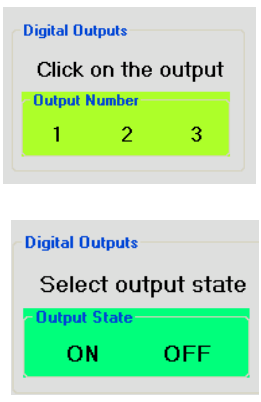 Digital Outputs
Click on the output
Output Number
1 2 3
Digital Outputs
Select output state
Output State
ON OFF